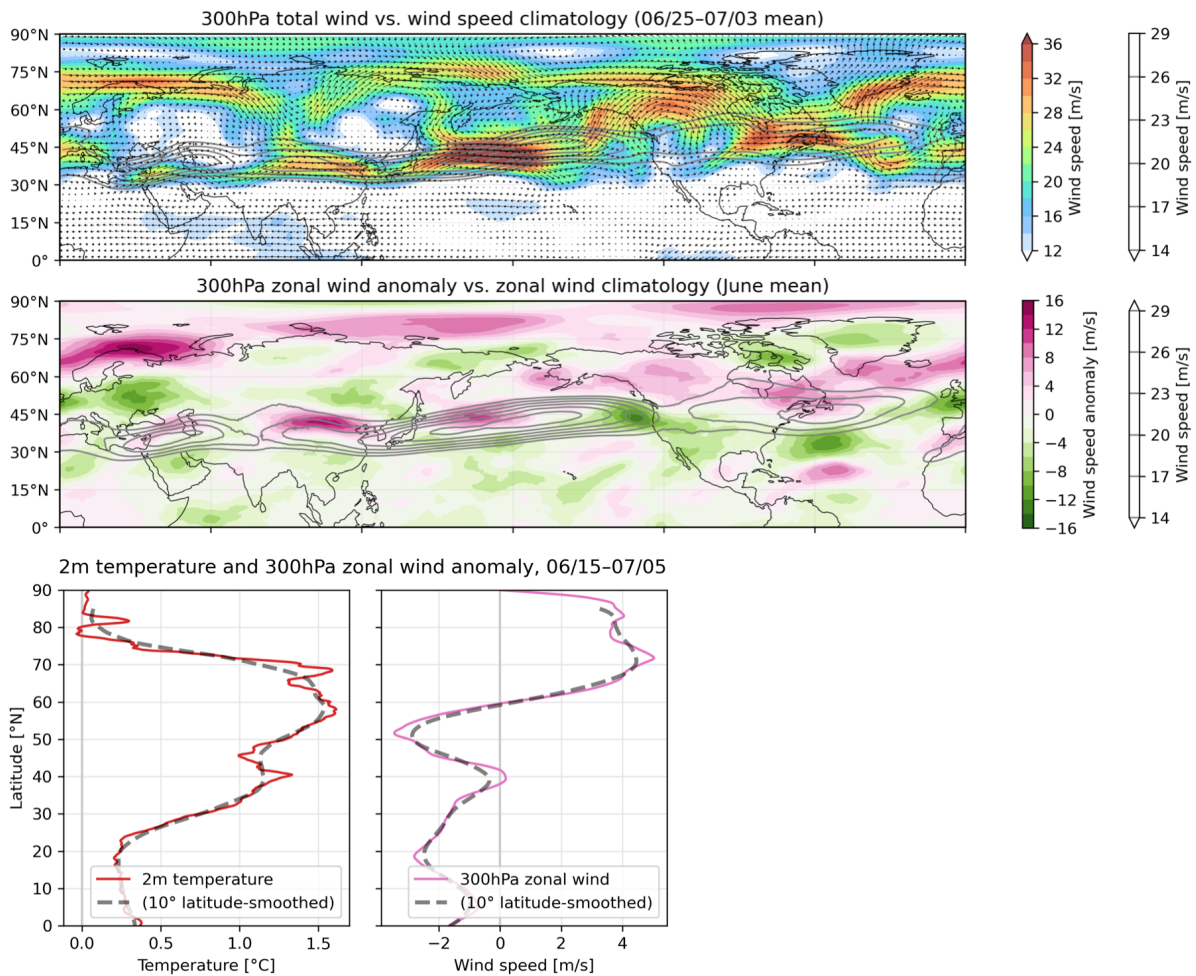 300hPa total wind vs. wind speed climatology (06/25–07/03 mean)
90°N
75°N
60°N
45°N
30°N
15°N
0°
36
32
28
24
20
16
12
Wind speed [m/s]
29
26
23
20
17
14
Wind speed [m/s]
300hPa zonal wind anomaly vs. zonal wind climatology (June mean)
90°N
75°N
60°N
45°N
30°N
15°N
0°
16
12
8
4
0
−4
−8
−12
−16
Wind speed anomaly [m/s]
29
26
23
20
17
14
Wind speed [m/s]
2m temperature and 300hPa zonal wind anomaly, 06/15–07/05
Latitude [°N]
90
80
70
60
50
40
30
20
10
0
2m temperature
(10° latitude-smoothed)
0.0 0.5 1.0 1.5
Temperature [°C]
300hPa zonal wind
(10° latitude-smoothed)
−2 0 2 4
Wind speed [m/s]